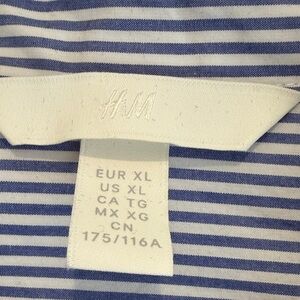 H&M
EUR XL
US XL
CA TG
MX XG
CN
175/116A